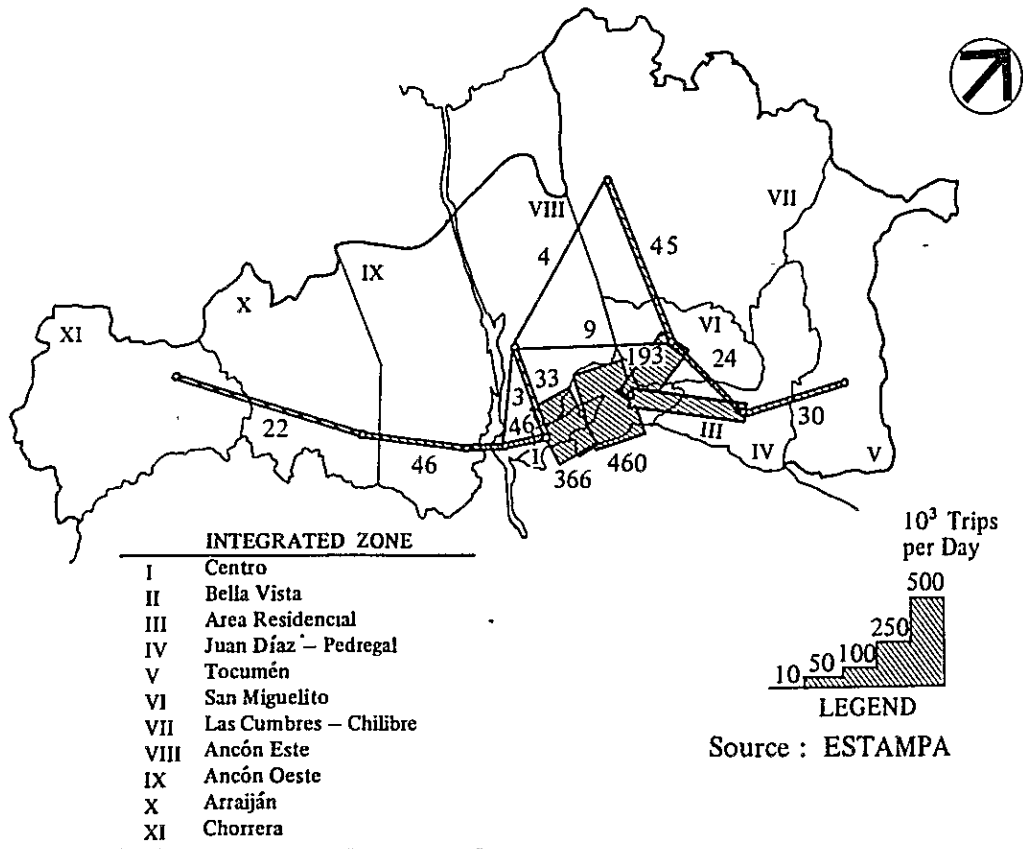 VII
VIII
45
4
IX
X
XI
VI
9
193
24
33
3
46
22
30
46
I
III
IV
V
460
366
10³ Trips
per Day
500
250
100
50
10
LEGEND
Source : ESTAMPA
INTEGRATED ZONE
I Centro
II Bella Vista
III Area Residencial
IV Juan Díaz – Pedregal
V Tocumén
VI San Miguelito
VII Las Cumbres – Chilibre
VIII Ancón Este
IX Ancón Oeste
X Arraiján
XI Chorrera